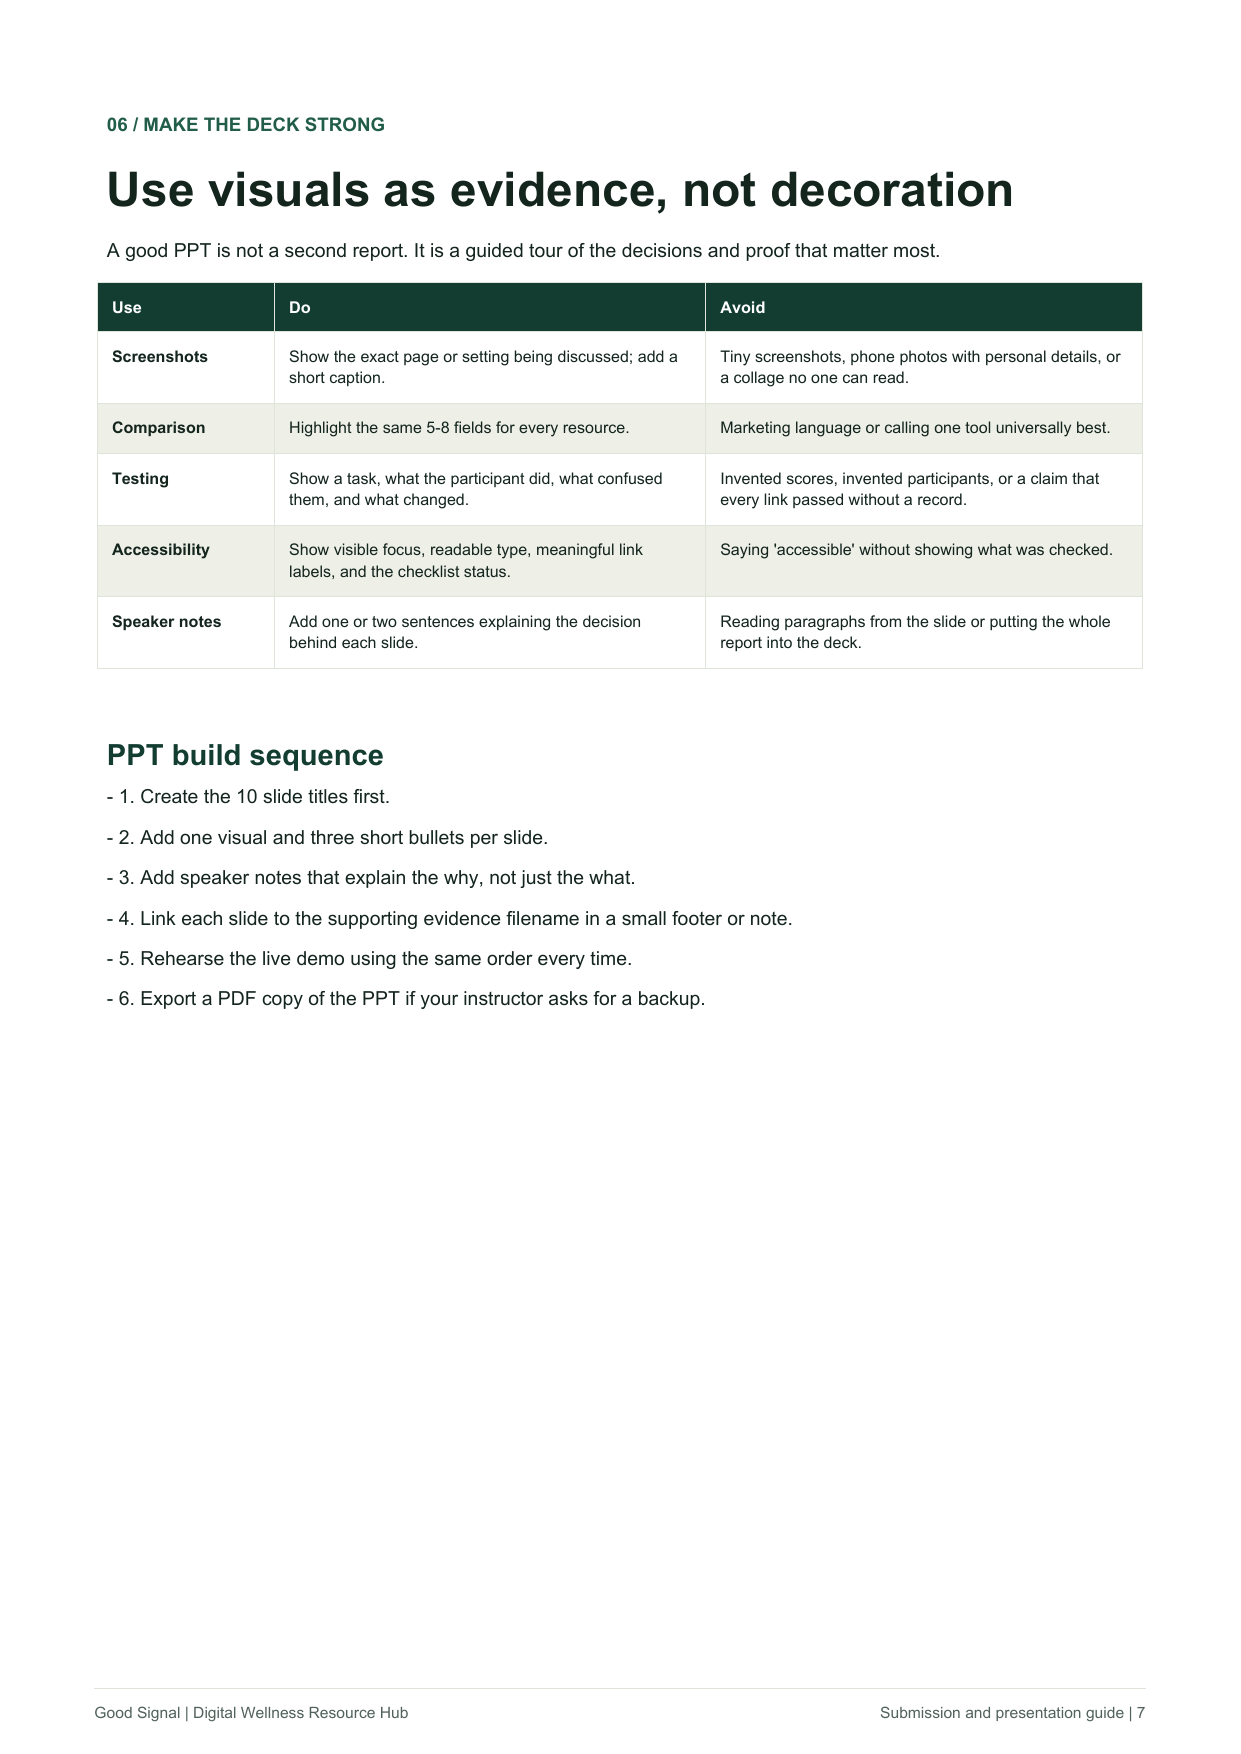 06 / MAKE THE DECK STRONG
Use visuals as evidence, not decoration
A good PPT is not a second report. It is a guided tour of the decisions and proof that matter most.
Use Do Avoid
Screenshots
Show the exact page or setting being discussed; add a
short caption.
Tiny screenshots, phone photos with personal details, or
a collage no one can read.
Comparison
Highlight the same 5-8 fields for every resource.
Marketing language or calling one tool universally best.
Testing
Show a task, what the participant did, what confused
them, and what changed.
Invented scores, invented participants, or a claim that
every link passed without a record.
Accessibility
Show visible focus, readable type, meaningful link
labels, and the checklist status.
Saying 'accessible' without showing what was checked.
Speaker notes
Add one or two sentences explaining the decision
behind each slide.
Reading paragraphs from the slide or putting the whole
report into the deck.
PPT build sequence
- 1. Create the 10 slide titles first.
- 2. Add one visual and three short bullets per slide.
- 3. Add speaker notes that explain the why, not just the what.
- 4. Link each slide to the supporting evidence filename in a small footer or note.
- 5. Rehearse the live demo using the same order every time.
- 6. Export a PDF copy of the PPT if your instructor asks for a backup.
Good Signal | Digital Wellness Resource Hub
Submission and presentation guide | 7